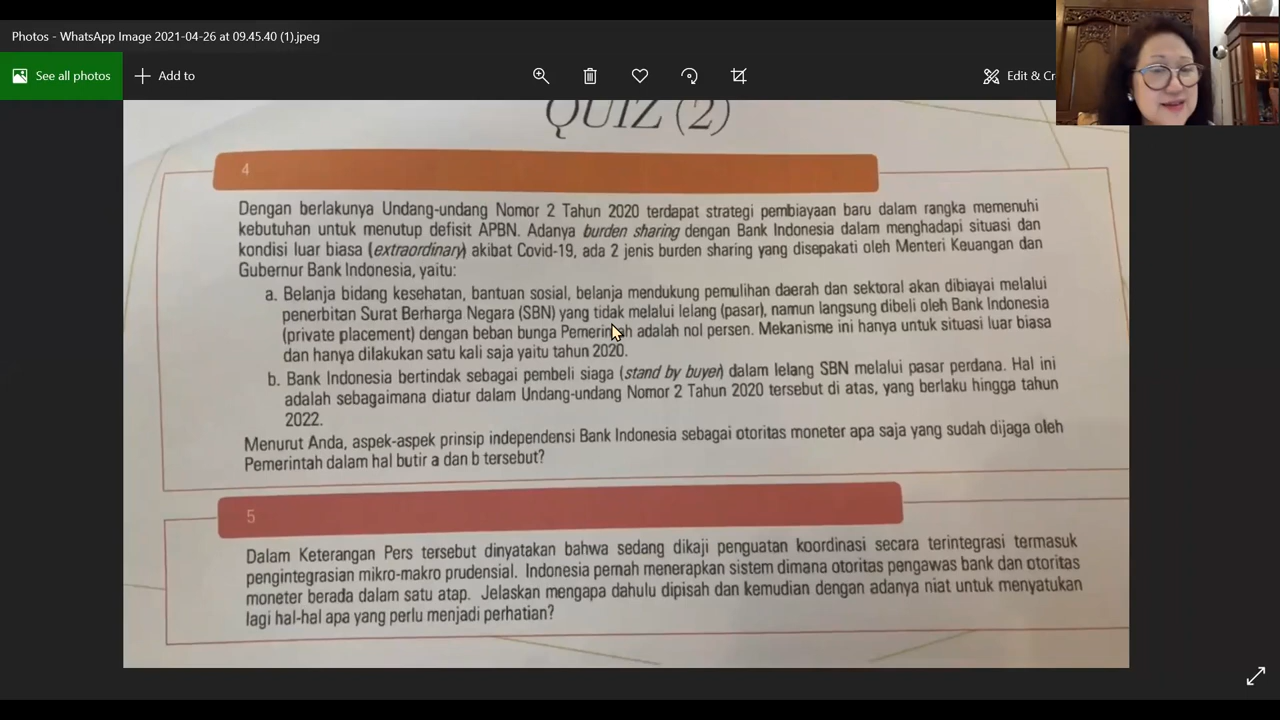 Photos - WhatsApp Image 2021-04-26 at 09.45.40 (1).jpeg
See all photos
Add to
Edit & Cr
QUIZ (2)
4
Dengan berlakunya Undang-undang Nomor 2 Tahun 2020 terdapat strategi pembiayaan baru dalam rangka memenuhi
kebutuhan untuk menutup defisit APBN. Adanya burden sharing dengan Bank Indonesia dalam menghadapi situasi dan
kondisi luar biasa (extraordinary) akibat Covid-19, ada 2 jenis burden sharing yang disepakati oleh Menteri Keuangan dan
Gubernur Bank Indonesia, yaitu:
a. Belanja bidang kesehatan, bantuan sosial, belanja mendukung pemulihan daerah dan sektoral akan dibiayai melalui
penerbitan Surat Berharga Negara (SBN) yang tidak melalui lelang (pasar), namun langsung dibeli oleh Bank Indonesia
(private placement) dengan beban bunga Pemerintah adalah nol persen. Mekanisme ini hanya untuk situasi luar biasa
dan hanya dilakukan satu kali saja yaitu tahun 2020.
b. Bank Indonesia bertindak sebagai pembeli siaga (stand by buyer) dalam lelang SBN melalui pasar perdana. Hal ini
adalah sebagaimana diatur dalam Undang-undang Nomor 2 Tahun 2020 tersebut di atas, yang berlaku hingga tahun
2022.
Menurut Anda, aspek-aspek prinsip independensi Bank Indonesia sebagai otoritas moneter apa saja yang sudah dijaga oleh
Pemerintah dalam hal butir a dan b tersebut?
5
Dalam Keterangan Pers tersebut dinyatakan bahwa sedang dikaji penguatan koordinasi secara terintegrasi termasuk
pengintegrasian mikro-makro prudensial. Indonesia pernah menerapkan sistem dimana otoritas pengawas bank dan otoritas
moneter berada dalam satu atap. Jelaskan mengapa dahulu dipisah dan kemudian dengan adanya niat untuk menyatukan
lagi hal-hal apa yang perlu menjadi perhatian?